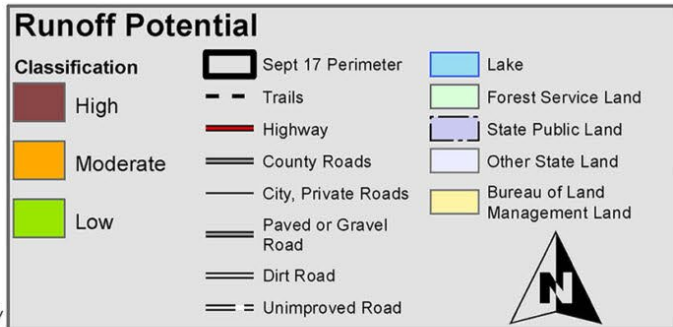 Runoff Potential
Classification
High
Moderate
Low
Sept 17 Perimeter
Trails
Highway
County Roads
City, Private Roads
Paved or Gravel
Road
Dirt Road
Unimproved Road
Lake
Forest Service Land
State Public Land
Other State Land
Bureau of Land
Management Land
N